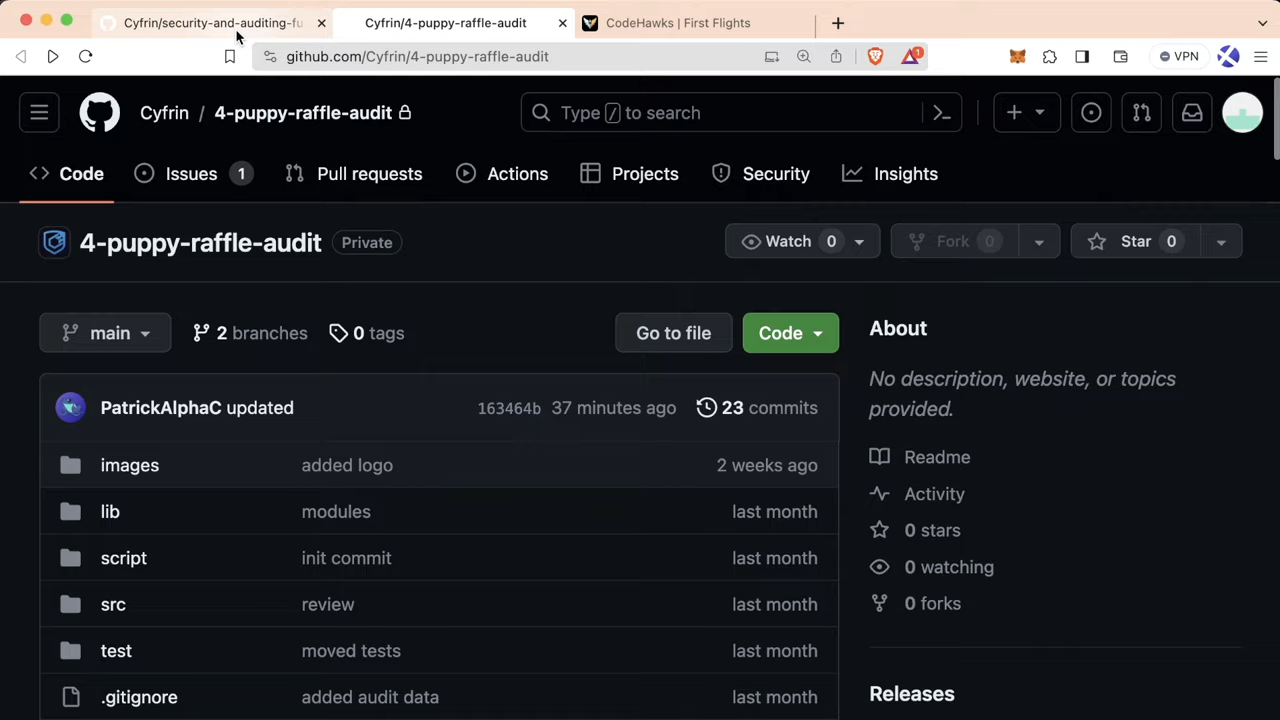 Cyfrin/security-and-auditing-fu
Cyfrin/4-puppy-raffle-audit
CodeHawks | First Flights
github.com/Cyfrin/4-puppy-raffle-audit
1
VPN
Cyfrin / 4-puppy-raffle-audit
Type / to search
Code
Issues 1
Pull requests
Actions
Projects
Security
Insights
4-puppy-raffle-audit Private
Watch 0
Fork 0
Star 0
main
2 branches
0 tags
Go to file
Code
PatrickAlphaC updated 163464b 37 minutes ago 23 commits
images added logo 2 weeks ago
lib modules last month
script init commit last month
src review last month
test moved tests last month
.gitignore added audit data last month
About
No description, website, or topics
provided.
Readme
Activity
0 stars
0 watching
0 forks
Releases